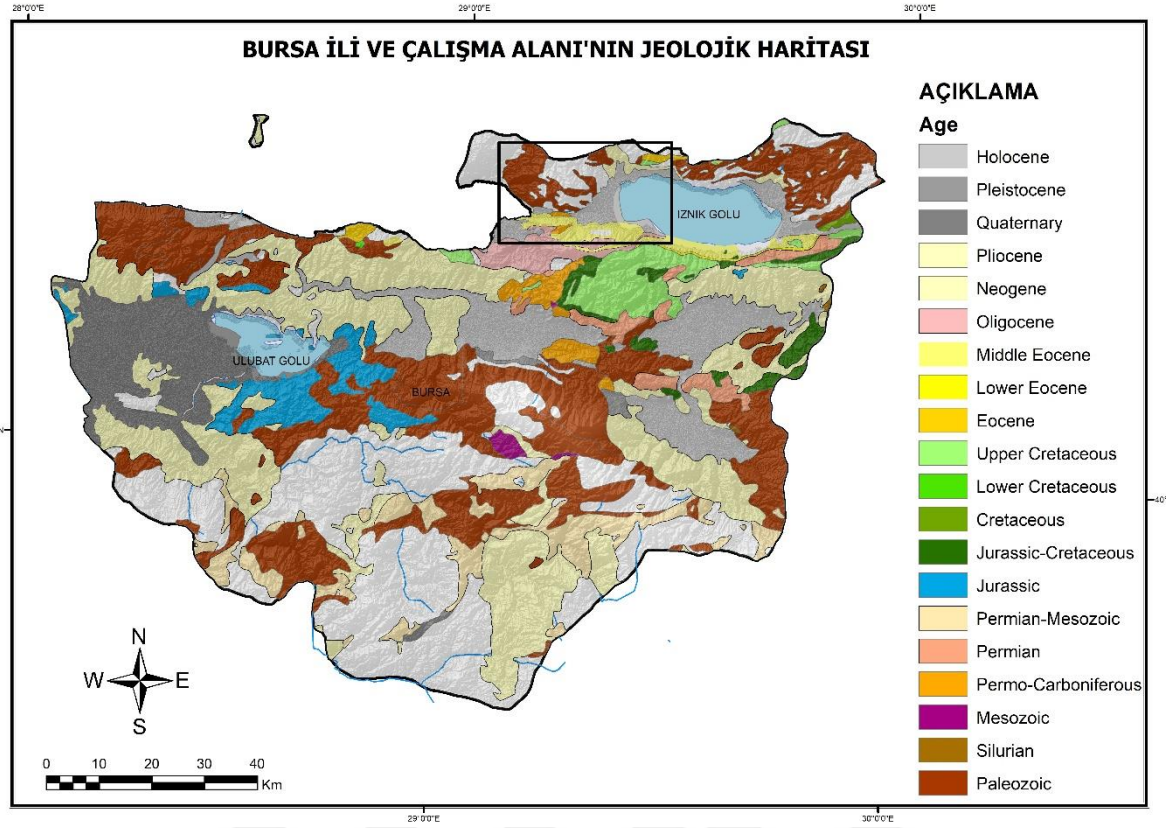 28°0'0"E
29°0'0"E
30°0'0"E
BURSA İLİ VE ÇALIŞMA ALANI'NIN JEOLOJİK HARİTASI
AÇIKLAMA
Age
Holocene
Pleistocene
Quaternary
Pliocene
Neogene
Oligocene
Middle Eocene
Lower Eocene
Eocene
Upper Cretaceous
Lower Cretaceous
Cretaceous
Jurassic-Cretaceous
Jurassic
Permian-Mesozoic
Permian
Permo-Carboniferous
Mesozoic
Silurian
Paleozoic
IZNIK GOLU
ULUBAT GOLU
BURSA
N
W E
S
0 10 20 30 40
Km
29°0'0"E
30°0'0"E